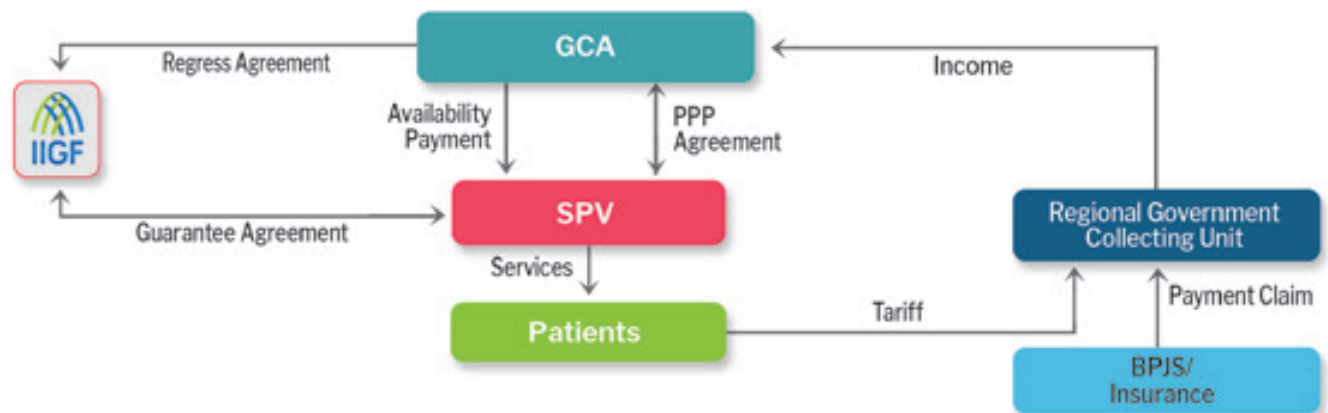 GCA
Regress Agreement
Income
IIGF
Availability
Payment
PPP
Agreement
SPV
Guarantee Agreement
Regional Government
Collecting Unit
Services
Payment Claim
Patients
Tariff
BPJS/
Insurance